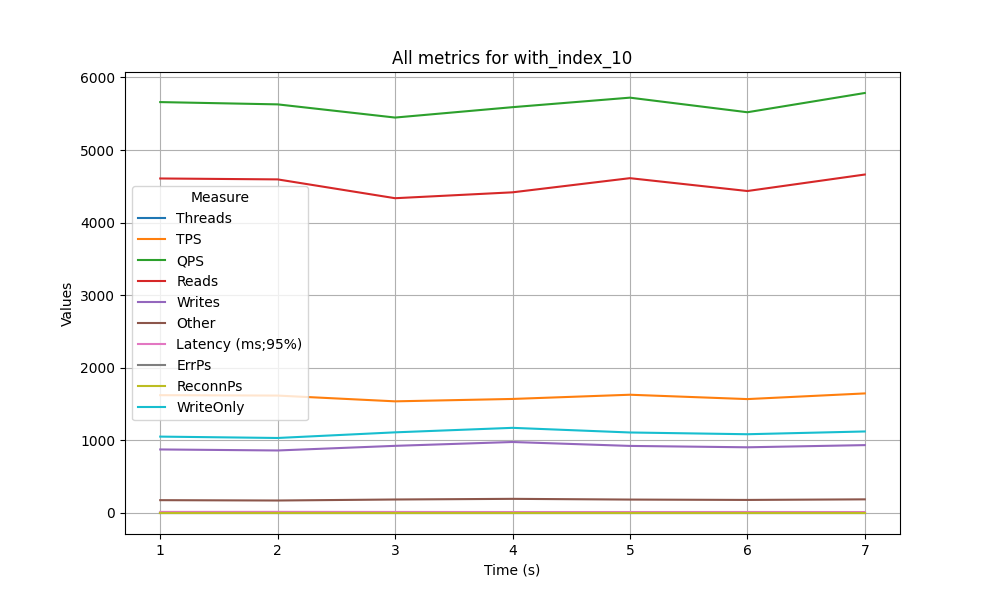 All metrics for with_index_10
6000
5000
4000
3000
2000
1000
0
Values
Measure
Threads
TPS
QPS
Reads
Writes
Other
Latency (ms;95%)
ErrPs
ReconnPs
WriteOnly
1 2 3 4 5 6 7
Time (s)